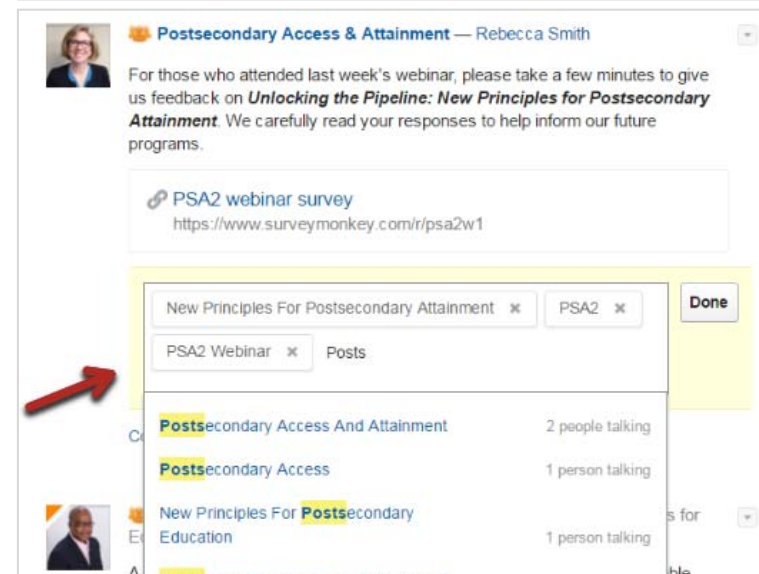 Postsecondary Access & Attainment — Rebecca Smith
For those who attended last week's webinar, please take a few minutes to give
us feedback on Unlocking the Pipeline: New Principles for Postsecondary
Attainment. We carefully read your responses to help inform our future
programs.
PSA2 webinar survey
https://www.surveymonkey.com/r/psa2w1
New Principles For Postsecondary Attainment × PSA2 × Done
PSA2 Webinar × Posts
Postsecondary Access And Attainment 2 people talking
Postsecondary Access 1 person talking
New Principles For Postsecondary s for
Education 1 person talking